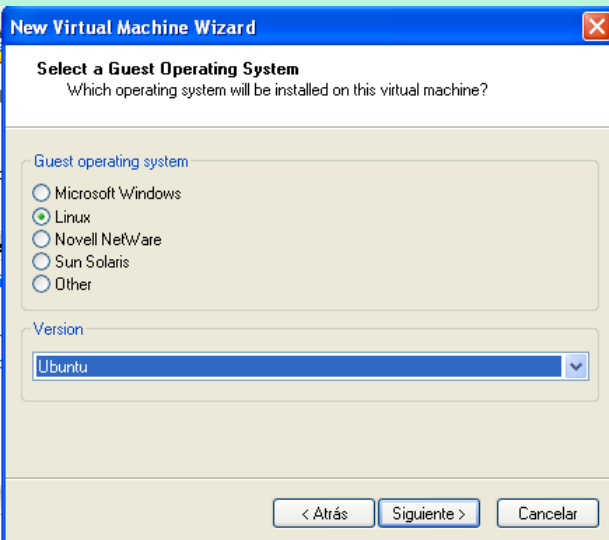 New Virtual Machine Wizard
Select a Guest Operating System
Which operating system will be installed on this virtual machine?
Guest operating system
Microsoft Windows
Linux
Novell NetWare
Sun Solaris
Other
Version
Ubuntu
< Atrás Siguiente > Cancelar